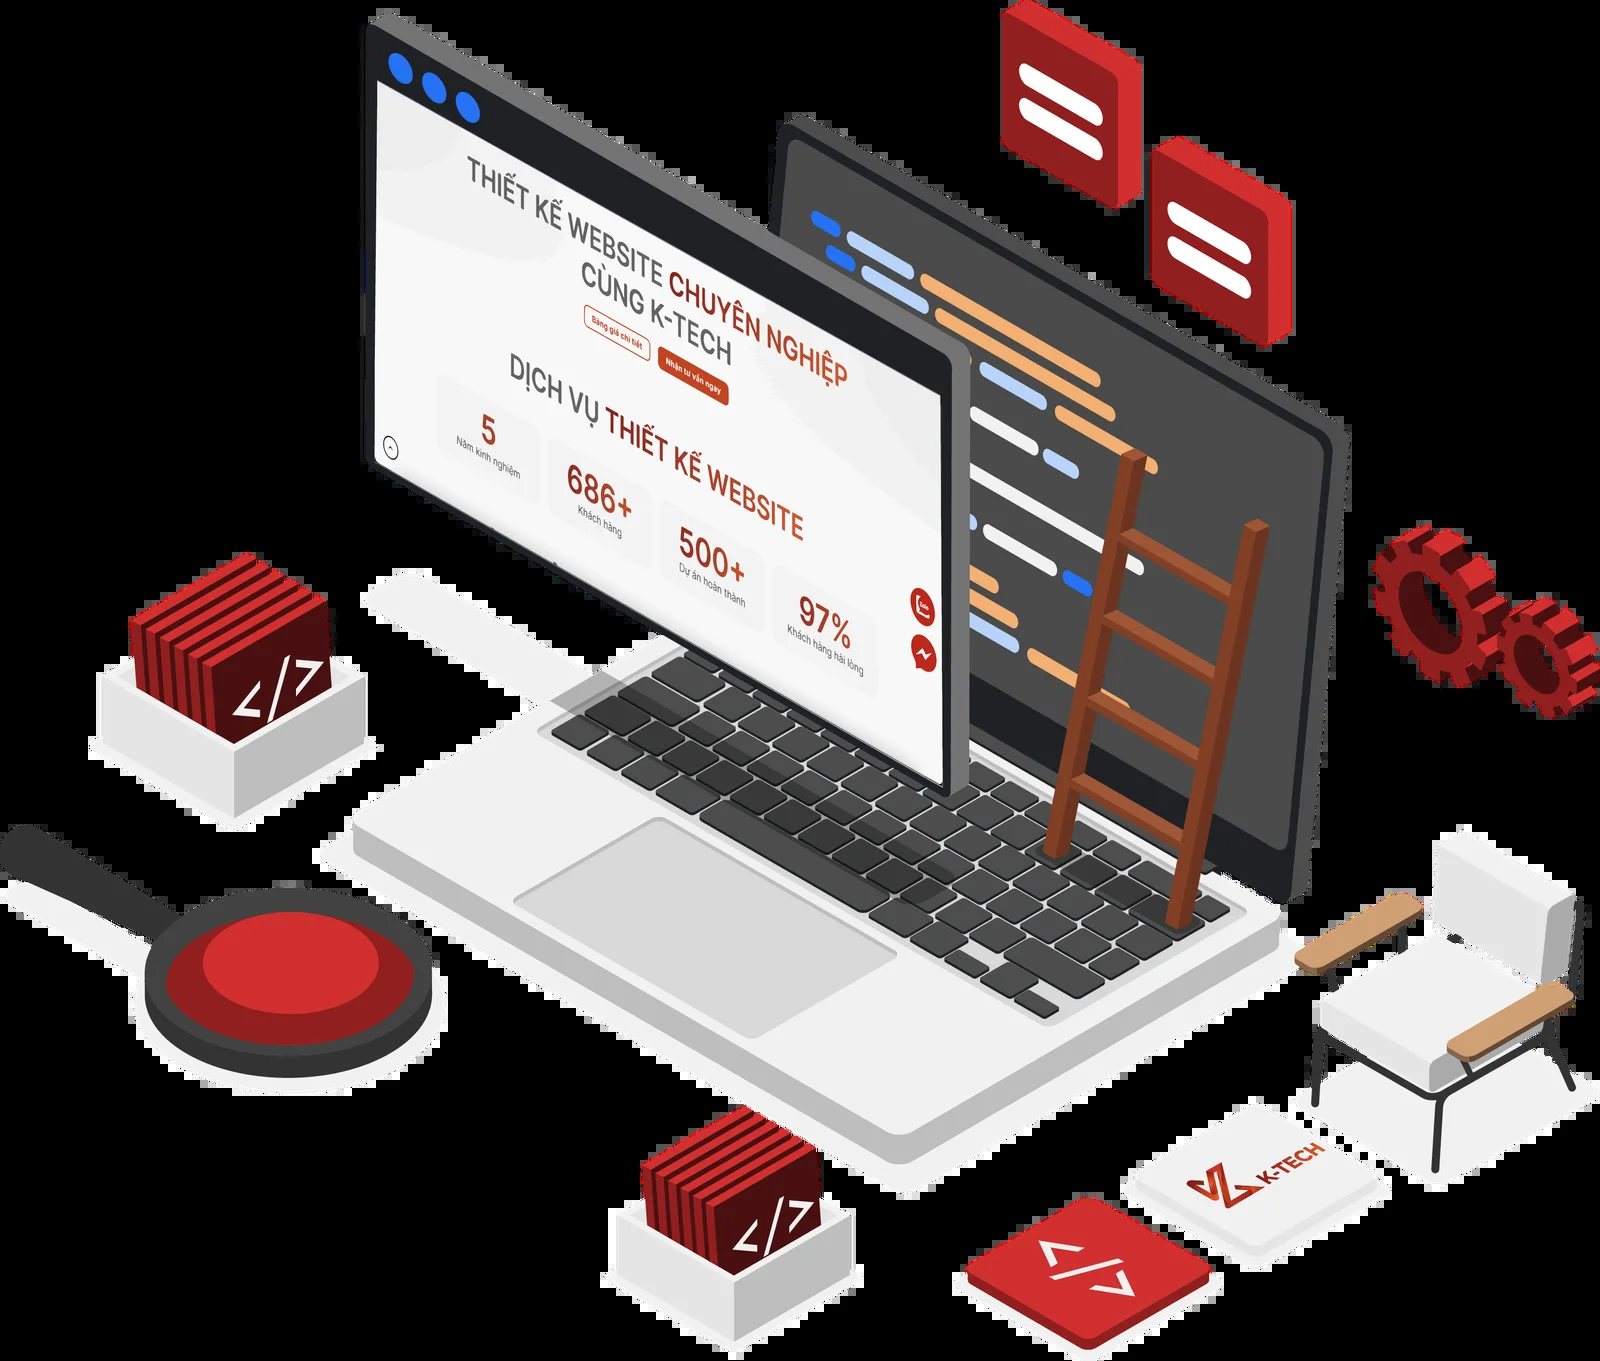 THIẾT KẾ WEBSITE CHUYÊN NGHIỆP
CÙNG K-TECH
Bảng giá chi tiết
Nhận tư vấn ngay
DỊCH VỤ THIẾT KẾ WEBSITE
5
Năm kinh nghiệm
686+
Khách hàng
500+
Dự án hoàn thành
97%
Khách hàng hài lòng
Zalo
</>
</>
</>
K-TECH